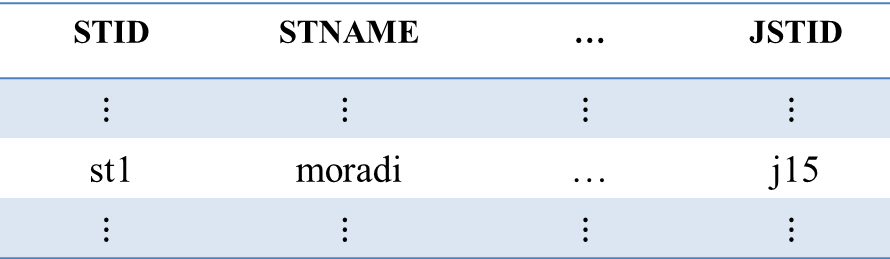 STID STNAME … JSTID
⋮ ⋮ ⋮ ⋮
st1 moradi … j15
⋮ ⋮ ⋮ ⋮